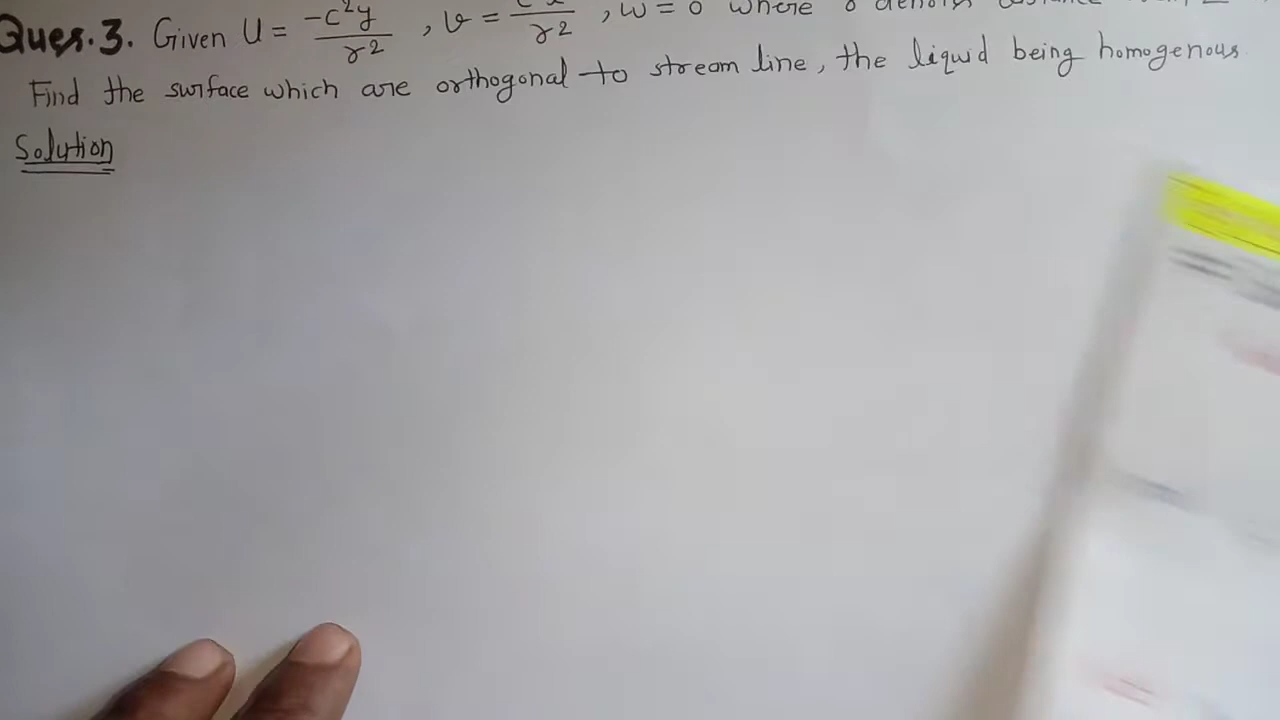 Ques.3. Given U = -c²y/r² , v = /r² , w = 0 where
Find the surface which are orthogonal to stream line, the liquid being homogenous
Solution